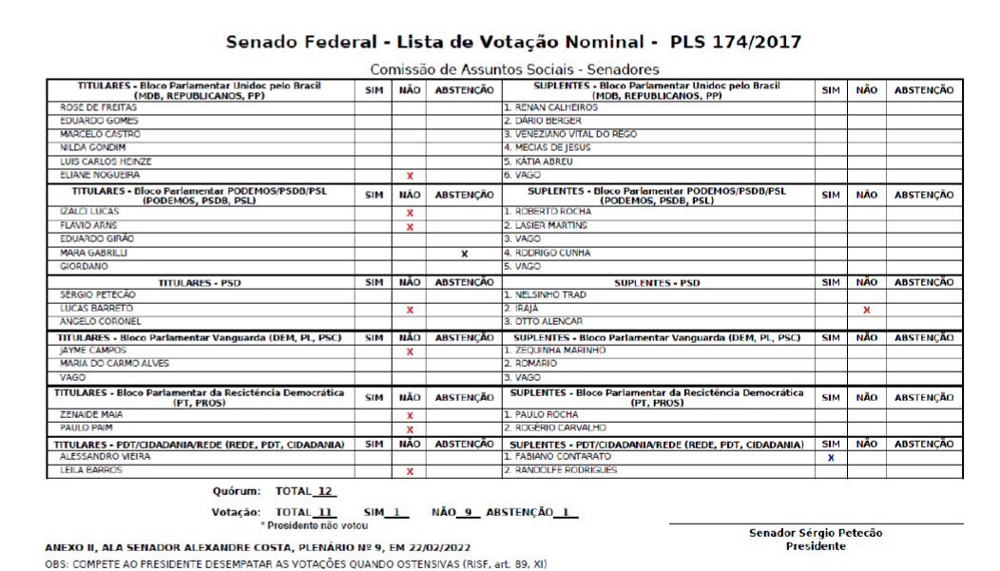 Senado Federal - Lista de Votação Nominal - PLS 174/2017
Comissão de Assuntos Sociais - Senadores
TITULARES - Bloco Parlamentar Unidos pelo Brasil (MDB, REPUBLICANOS, PP) SIM NÃO ABSTENÇÃO SUPLENTES - Bloco Parlamentar Unidos pelo Brasil (MDB, REPUBLICANOS, PP) SIM NÃO ABSTENÇÃO
ROSE DE FREITAS 1. RENAN CALHEIROS
EDUARDO GOMES 2. DÁRIO BERGER
MARCELO CASTRO 3. VENEZIANO VITAL DO RÊGO
NILDA GONDIM 4. MECIAS DE JESUS
LUIS CARLOS HEINZE 5. KÁTIA ABREU
ELIANE NOGUEIRA X 6. VAGO
TITULARES - Bloco Parlamentar PODEMOS/PSDB/PSL (PODEMOS, PSDB, PSL) SIM NÃO ABSTENÇÃO SUPLENTES - Bloco Parlamentar PODEMOS/PSDB/PSL (PODEMOS, PSDB, PSL) SIM NÃO ABSTENÇÃO
IZALCI LUCAS X 1. ROBERTO ROCHA
FLÁVIO ARNS X 2. LASIER MARTINS
EDUARDO GIRÃO 3. VAGO
MARA GABRILLI X 4. RODRIGO CUNHA
GIORDANO 5. VAGO
TITULARES - PSD SIM NÃO ABSTENÇÃO SUPLENTES - PSD SIM NÃO ABSTENÇÃO
SÉRGIO PETECÃO 1. NELSINHO TRAD
LUCAS BARRETO X 2. IRAJÁ X
ANGELO CORONEL 3. OTTO ALENCAR
TITULARES - Bloco Parlamentar Vanguarda (DEM, PL, PSC) SIM NÃO ABSTENÇÃO SUPLENTES - Bloco Parlamentar Vanguarda (DEM, PL, PSC) SIM NÃO ABSTENÇÃO
JAYME CAMPOS X 1. ZEQUINHA MARINHO
MARIA DO CARMO ALVES 2. ROMÁRIO
VAGO 3. VAGO
TITULARES - Bloco Parlamentar da Resistência Democrática (PT, PROS) SIM NÃO ABSTENÇÃO SUPLENTES - Bloco Parlamentar da Resistência Democrática (PT, PROS) SIM NÃO ABSTENÇÃO
ZENAIDE MAIA X 1. PAULO ROCHA
PAULO PAIM X 2. ROGÉRIO CARVALHO
TITULARES - PDT/CIDADANIA/REDE (REDE, PDT, CIDADANIA) SIM NÃO ABSTENÇÃO SUPLENTES - PDT/CIDADANIA/REDE (REDE, PDT, CIDADANIA) SIM NÃO ABSTENÇÃO
ALESSANDRO VIEIRA 1. FABIANO CONTARATO X
LEILA BARROS X 2. RANDOLFE RODRIGUES
Quórum: TOTAL 12
Votação: TOTAL 11 SIM 1 NÃO 9 ABSTENÇÃO 1
* Presidente não votou
Senador Sérgio Petecão
Presidente
ANEXO II, ALA SENADOR ALEXANDRE COSTA, PLENÁRIO Nº 9, EM 22/02/2022
OBS: COMPETE AO PRESIDENTE DESEMPATAR AS VOTAÇÕES QUANDO OSTENSIVAS (RISF, art. 89, XI)